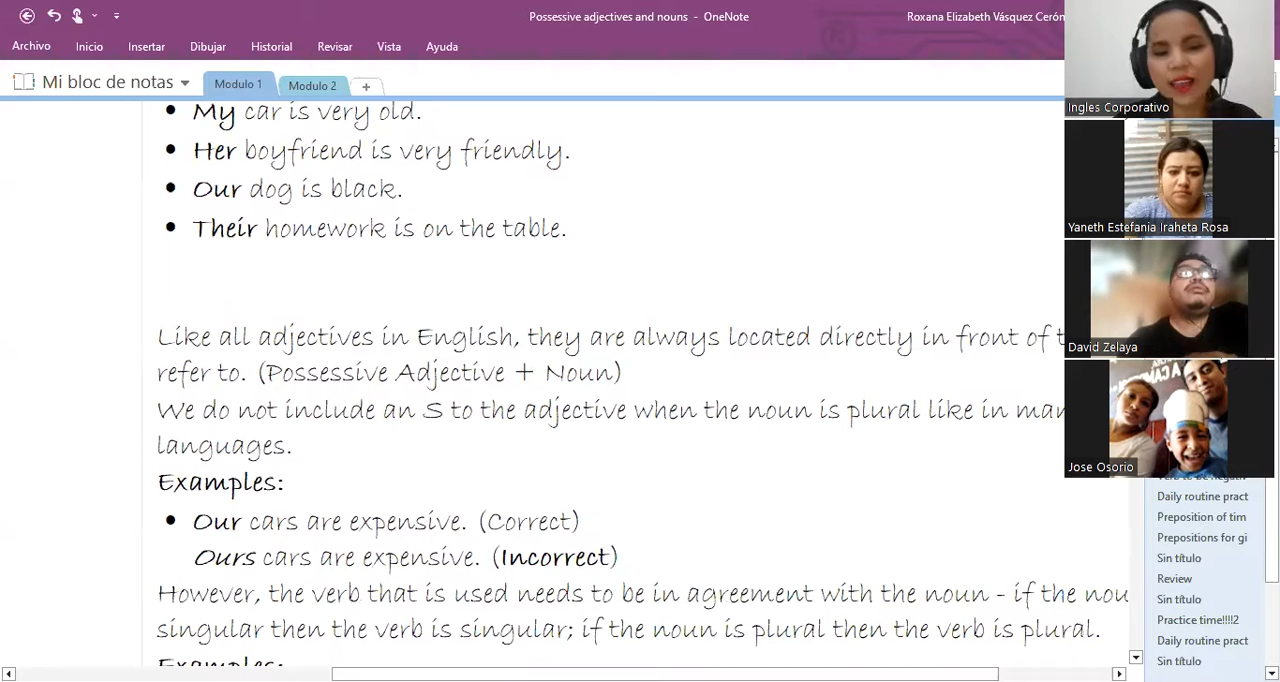 Possessive adjectives and nouns - OneNote
Roxana Elizabeth Vásquez Cerón
Archivo Inicio Insertar Dibujar Historial Revisar Vista Ayuda
Mi bloc de notas Modulo 1 Modulo 2 +
Ingles Corporativo
Yaneth Estefania Iraheta Rosa
David Zelaya
Jose Osorio
• My car is very old.
• Her boyfriend is very friendly.
• Our dog is black.
• Their homework is on the table.
Like all adjectives in English, they are always located directly in front of
refer to. (Possessive Adjective + Noun)
We do not include an S to the adjective when the noun is plural like in
languages.
Examples:
• Our cars are expensive. (Correct)
Ours cars are expensive. (Incorrect)
However, the verb that is used needs to be in agreement with the noun - if the nou
singular then the verb is singular; if the noun is plural then the verb is plural.
Examples:
Daily routine pract
Preposition of tim
Prepositions for gi
Sin título
Review
Sin título
Practice time!!!!2
Daily routine pract
Sin título